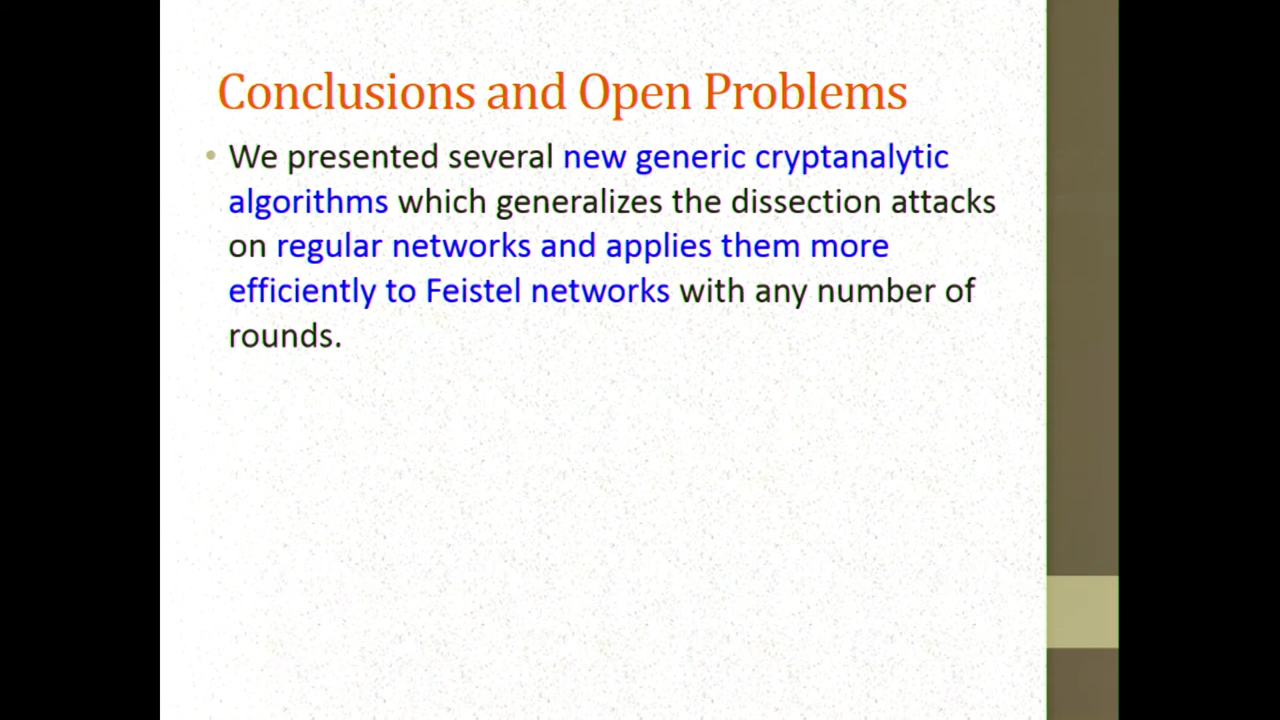 Conclusions and Open Problems
• We presented several new generic cryptanalytic
algorithms which generalizes the dissection attacks
on regular networks and applies them more
efficiently to Feistel networks with any number of
rounds.